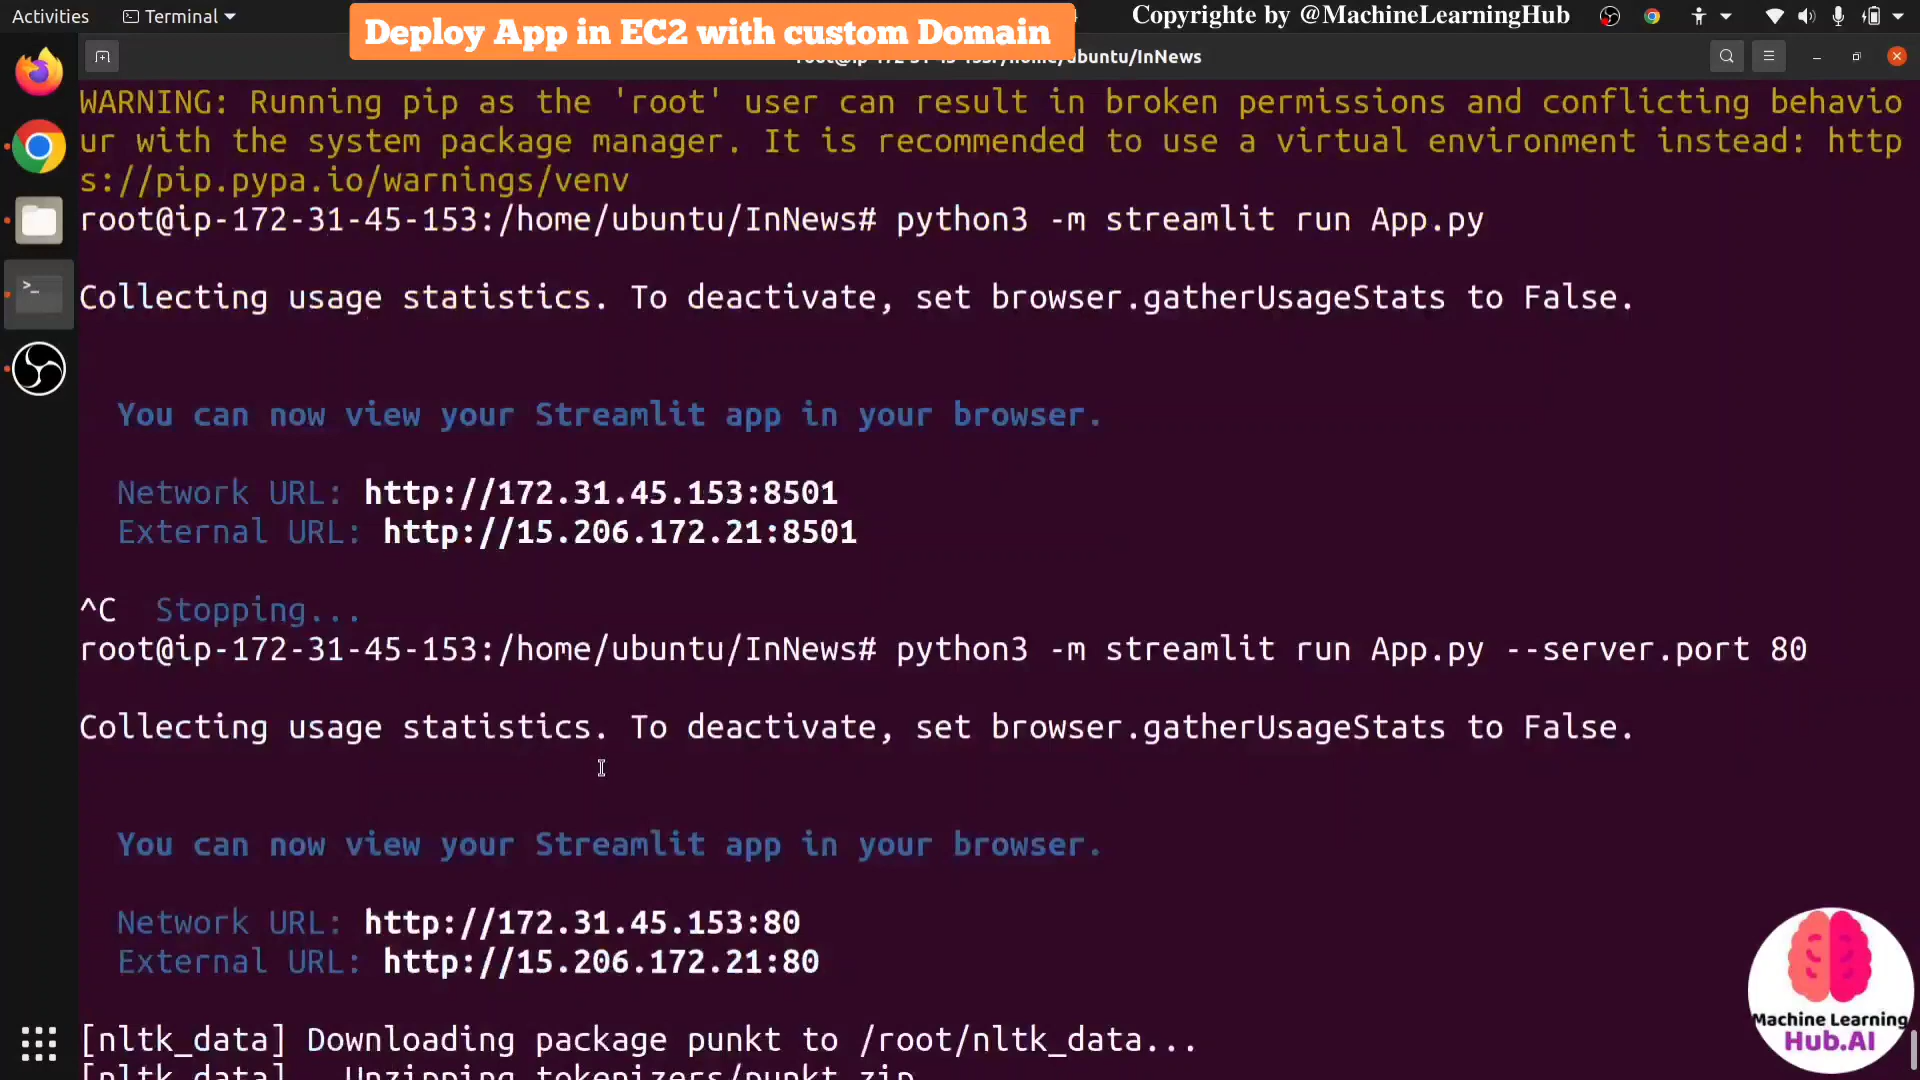 Activities
Terminal
Deploy App in EC2 with custom Domain
Copyrighte by @MachineLearningHub
/home/ubuntu/InNews
WARNING: Running pip as the 'root' user can result in broken permissions and conflicting behavio
ur with the system package manager. It is recommended to use a virtual environment instead: http
s://pip.pypa.io/warnings/venv
root@ip-172-31-45-153:/home/ubuntu/InNews# python3 -m streamlit run App.py
Collecting usage statistics. To deactivate, set browser.gatherUsageStats to False.
You can now view your Streamlit app in your browser.
Network URL: http://172.31.45.153:8501
External URL: http://15.206.172.21:8501
^C  Stopping...
root@ip-172-31-45-153:/home/ubuntu/InNews# python3 -m streamlit run App.py --server.port 80
Collecting usage statistics. To deactivate, set browser.gatherUsageStats to False.
You can now view your Streamlit app in your browser.
Network URL: http://172.31.45.153:80
External URL: http://15.206.172.21:80
[nltk_data] Downloading package punkt to /root/nltk_data...
[nltk_data]   Unzipping tokenizers/punkt.zip
Machine Learning
Hub.AI